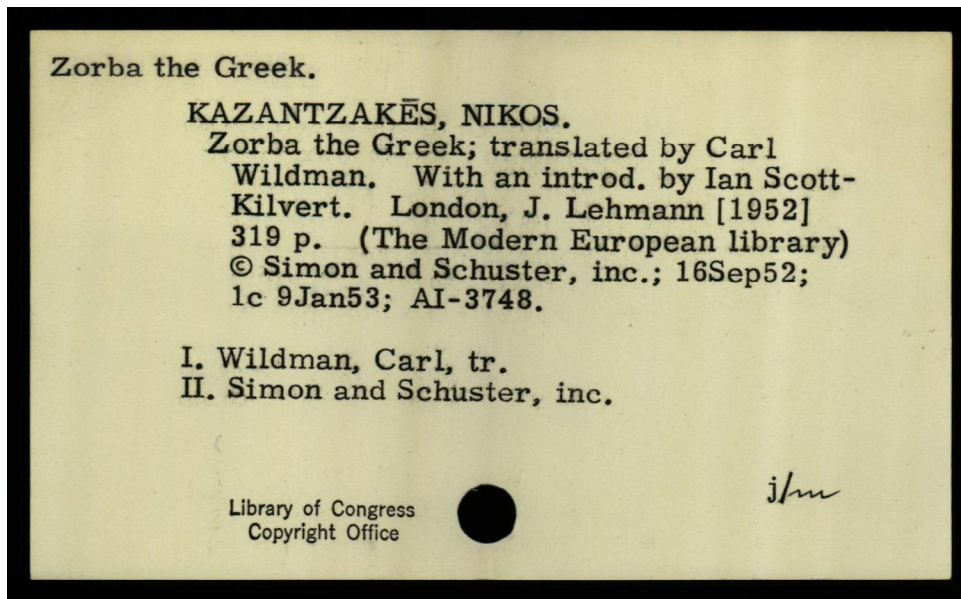 Zorba the Greek.
KAZANTZAKĒS, NIKOS.
Zorba the Greek; translated by Carl
Wildman. With an introd. by Ian Scott-
Kilvert. London, J. Lehmann [1952]
319 p. (The Modern European library)
© Simon and Schuster, inc.; 16Sep52;
1c 9Jan53; AI-3748.
I. Wildman, Carl, tr.
II. Simon and Schuster, inc.
j/m
Library of Congress
Copyright Office